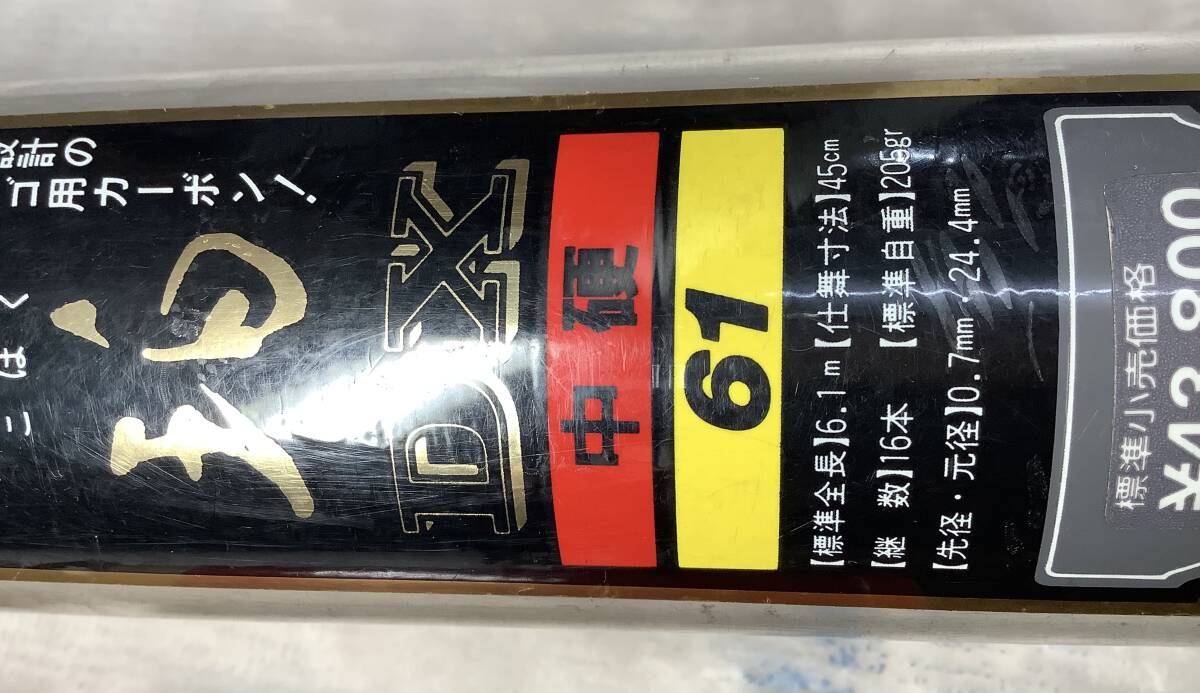 計の
ゴ用カーボン!
こはく
珀
DX
中硬
61
【標準全長】6.1m【仕舞寸法】45cm
【継 数】16本 【標準自重】205gr
【先径・元径】0.7mm・24.4mm
標準小売価格